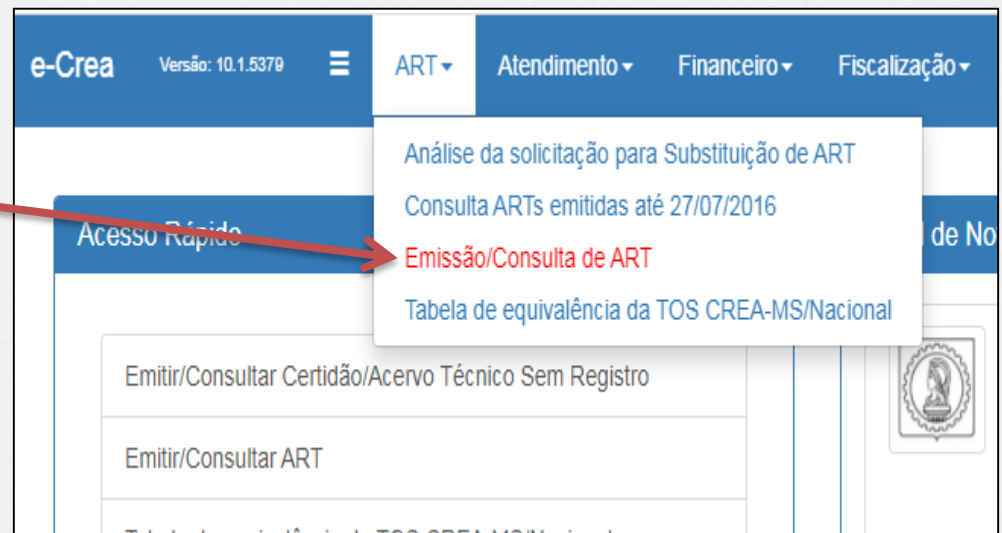 e-Crea Versão: 10.1.5379 ART Atendimento Financeiro Fiscalização
Análise da solicitação para Substituição de ART
Consulta ARTs emitidas até 27/07/2016
Emissão/Consulta de ART
Tabela de equivalência da TOS CREA-MS/Nacional
Acesso Rápido
de No
Emitir/Consultar Certidão/Acervo Técnico Sem Registro
Emitir/Consultar ART